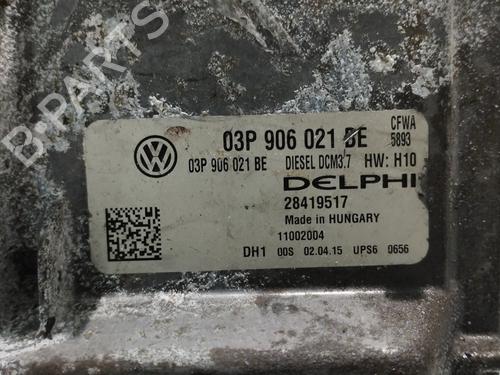 B-PARTS
03P 906 021 BE
CFWA
5893
03P 906 021 BE DIESEL DCM3.7 HW: H10
DELPHI
28419517
Made in HUNGARY
11002004
DH1 00S 02.04.15 UPS6 0656